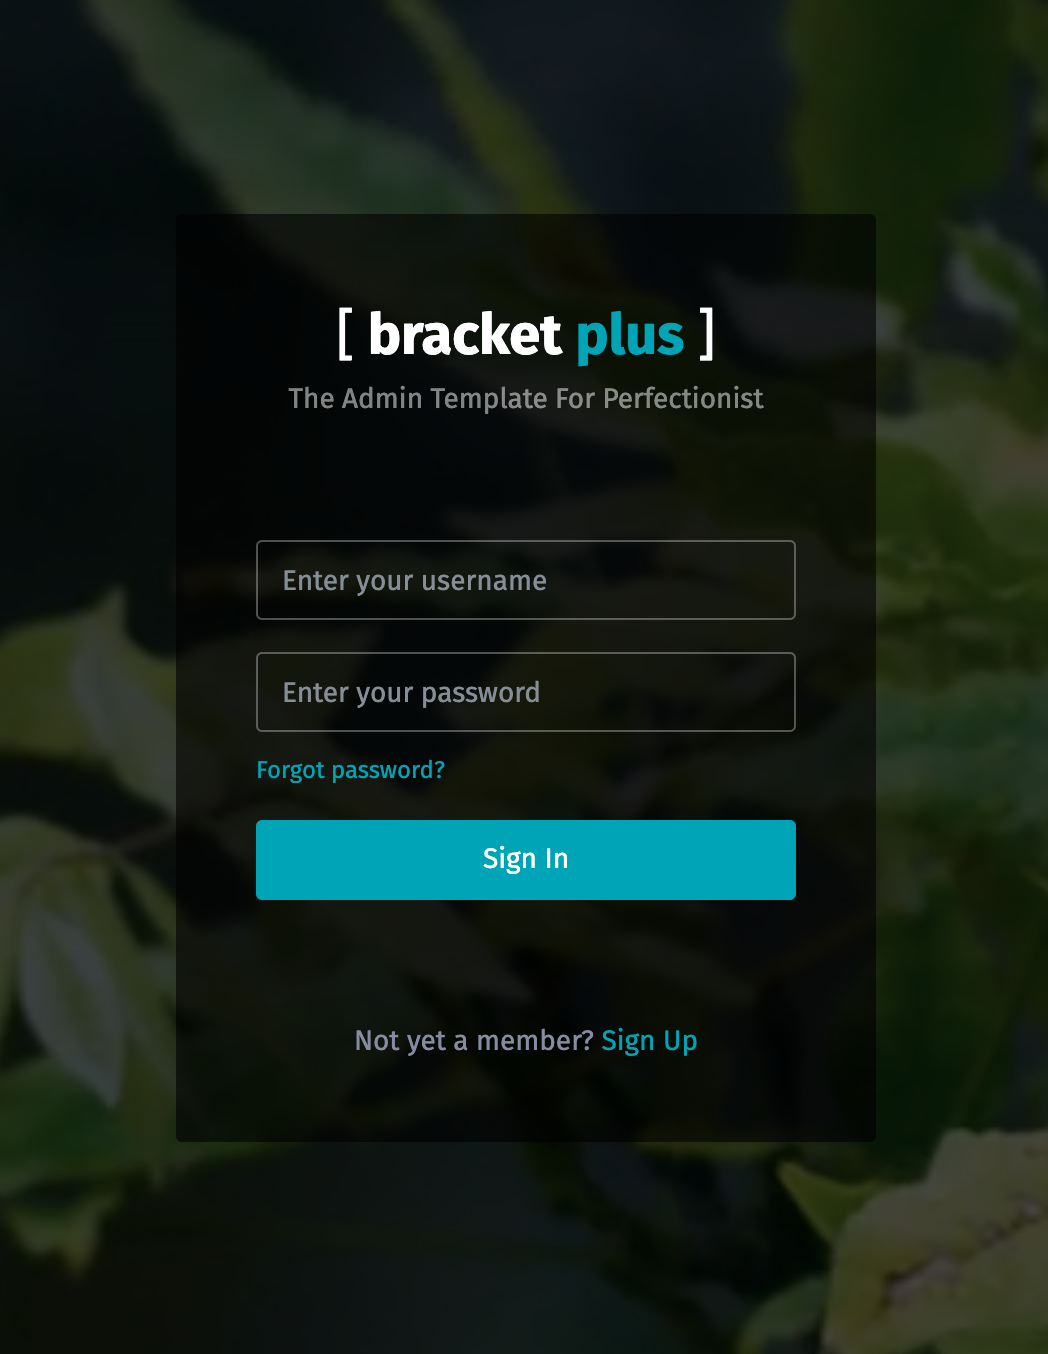 [ bracket plus ]
The Admin Template For Perfectionist
Enter your username
Enter your password
Forgot password?
Sign In
Not yet a member? Sign Up